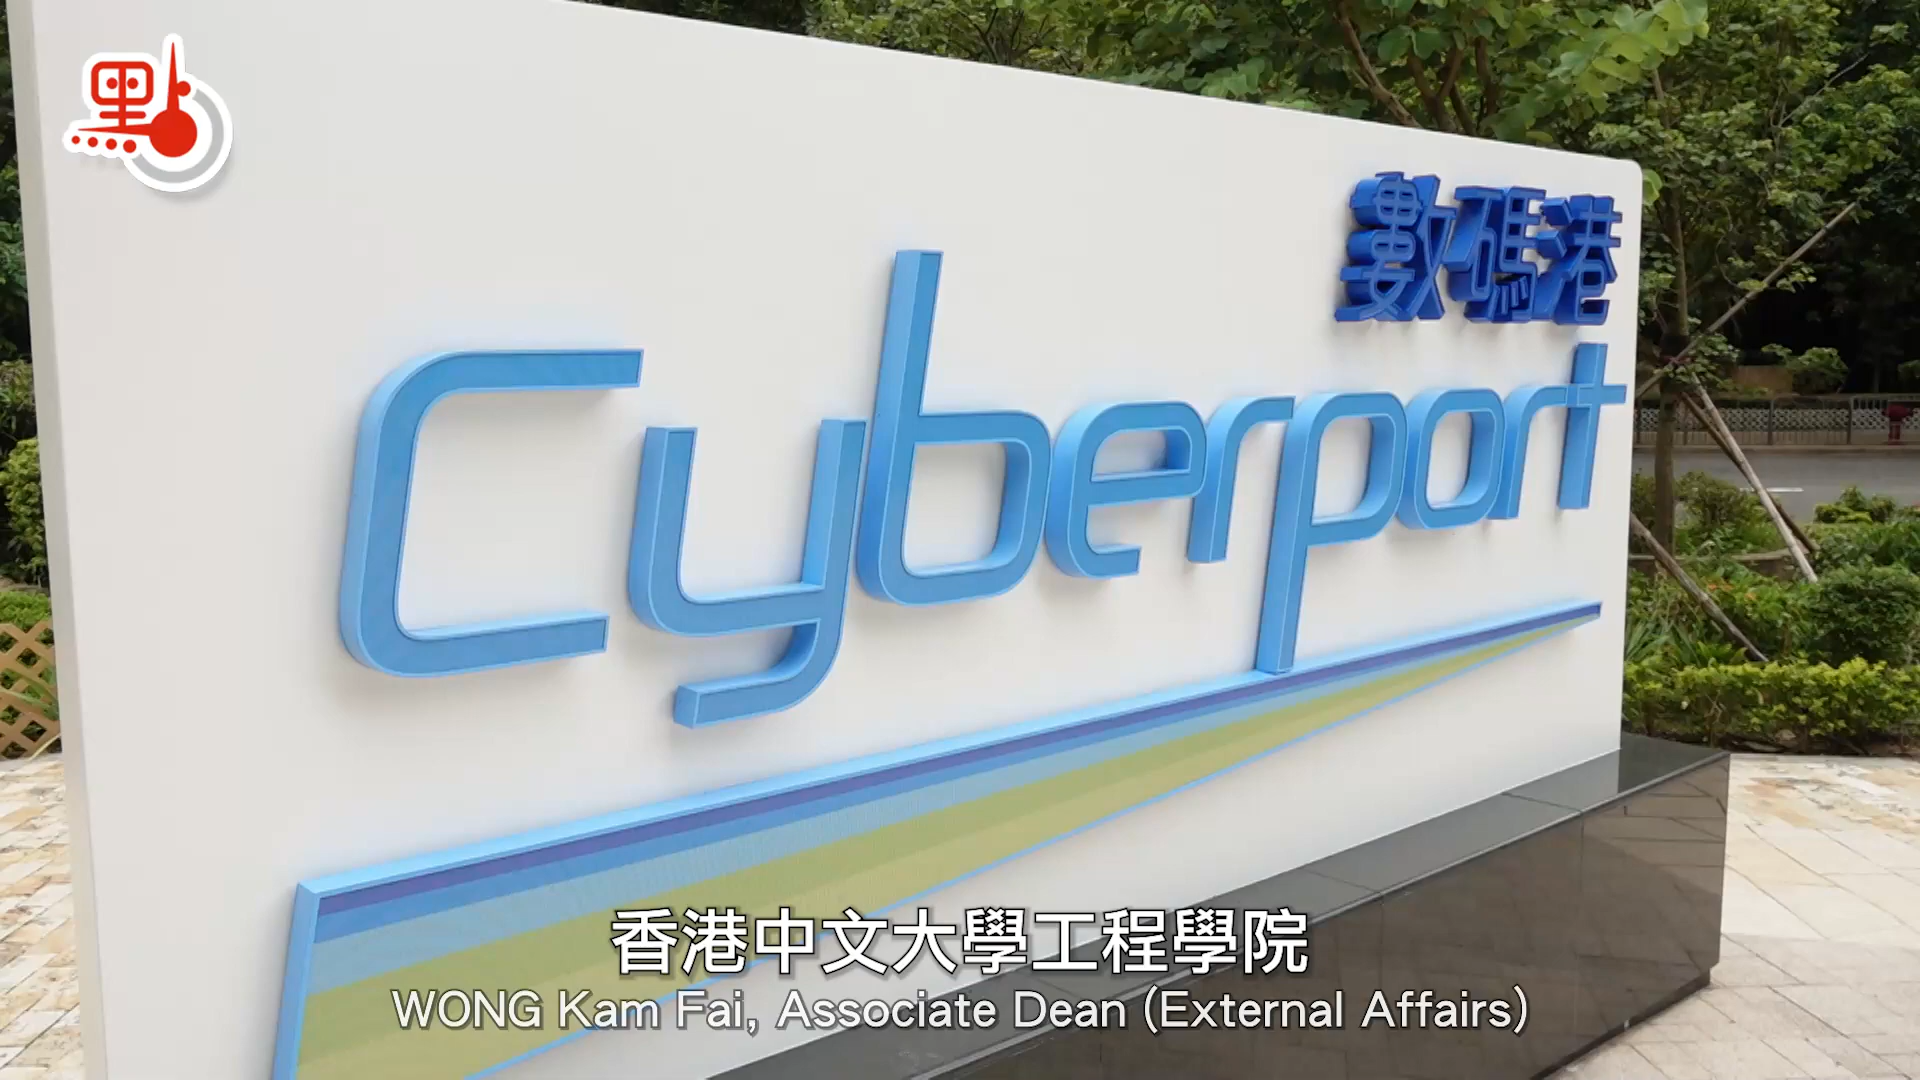 點
數碼港
cyberport
香港中文大學工程學院
WONG Kam Fai, Associate Dean (External Affairs)